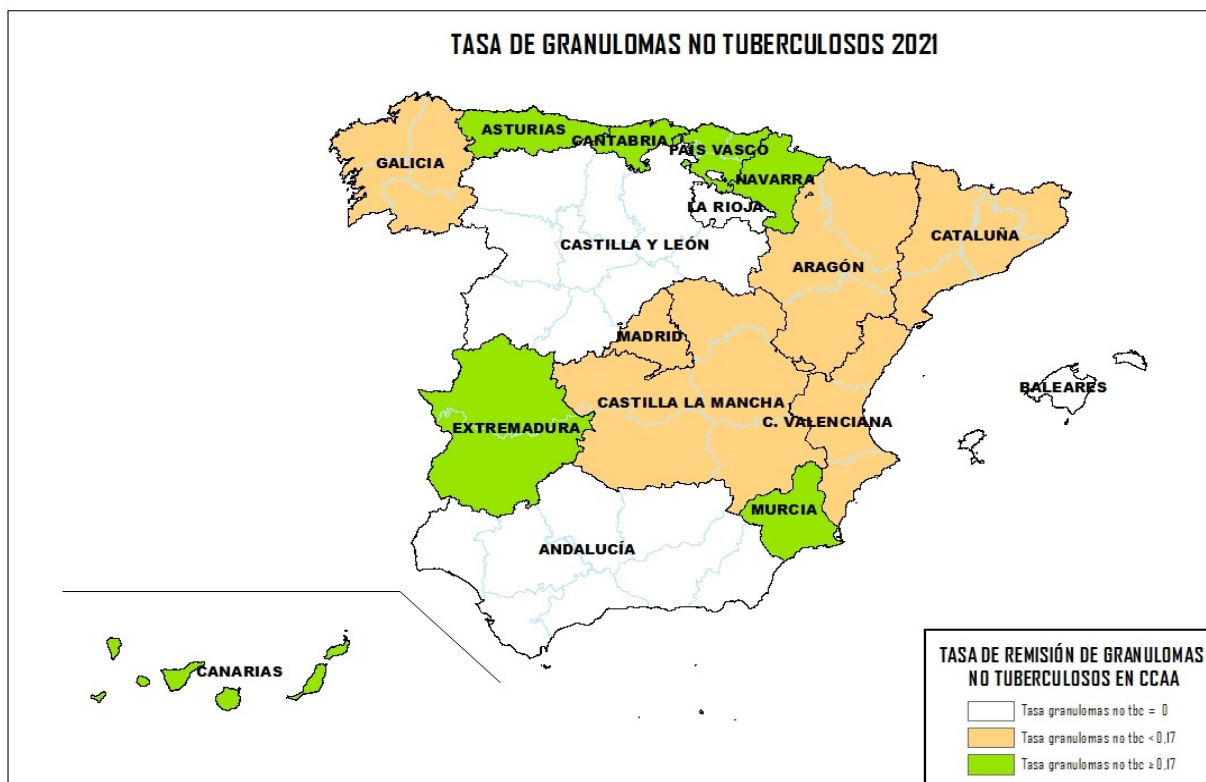 TASA DE GRANULOMAS NO TUBERCULOSOS 2021
ASTURIAS
CANTABRIA
PAÍS VASCO
GALICIA
NAVARRA
LA RIOJA
CASTILLA Y LEÓN
CATALUÑA
ARAGÓN
MADRID
BALEARES
CASTILLA LA MANCHA
C. VALENCIANA
EXTREMADURA
MURCIA
ANDALUCÍA
CANARIAS
TASA DE REMISIÓN DE GRANULOMAS
NO TUBERCULOSOS EN CCAA
Tasa granulomas no tbc = 0
Tasa granulomas no tbc < 0,17
Tasa granulomas no tbc ≥ 0,17